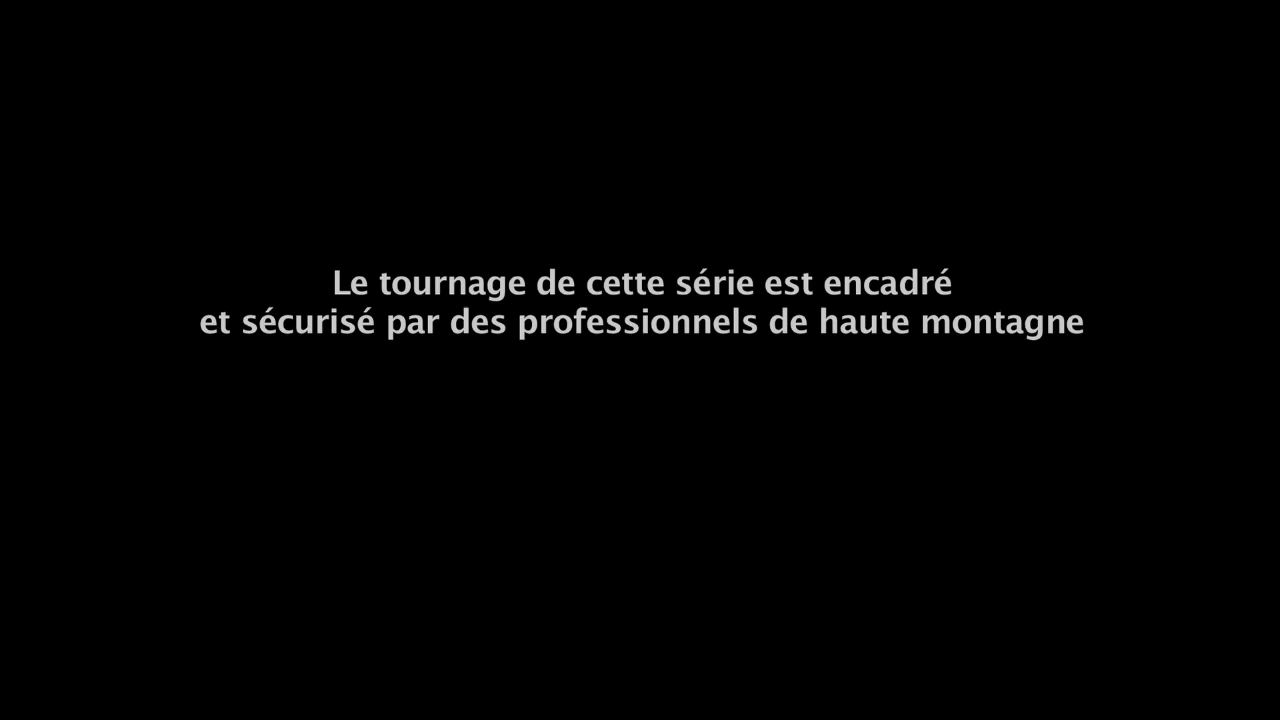 Le tournage de cette série est encadré
et sécurisé par des professionnels de haute montagne